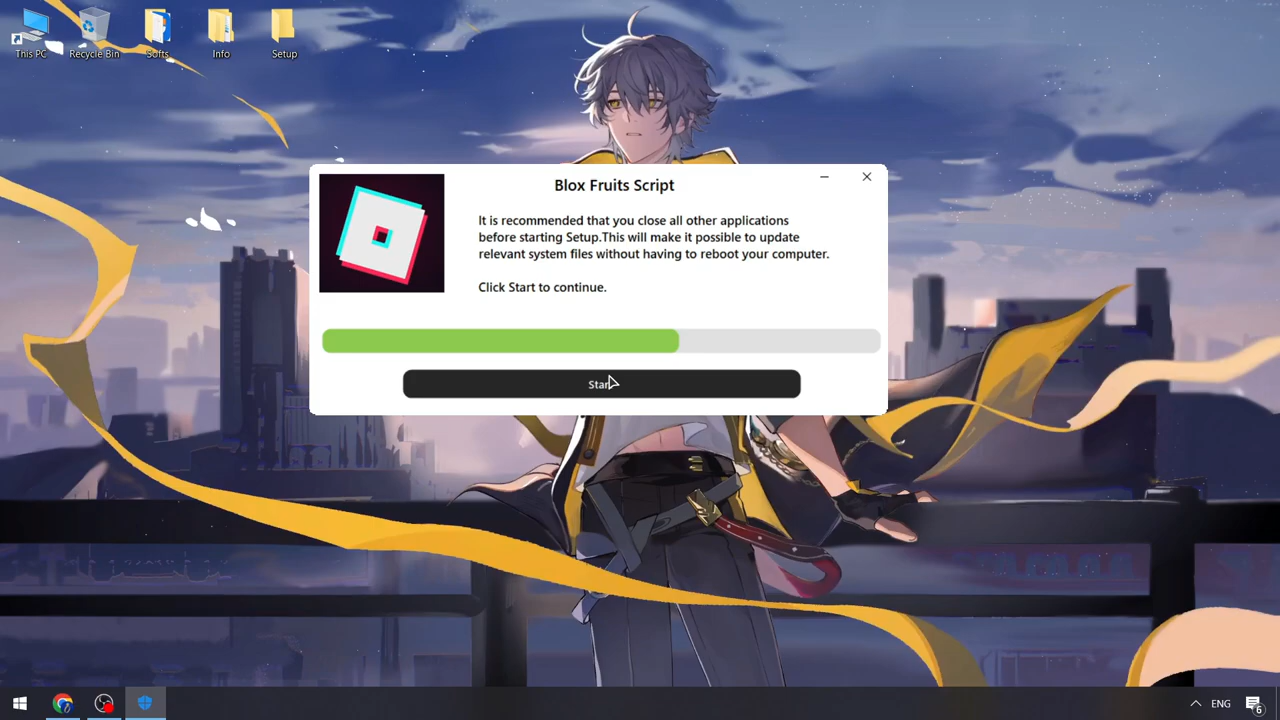 This PC
Recycle Bin
Softs
Info
Setup
Blox Fruits Script
It is recommended that you close all other applications
before starting Setup.This will make it possible to update
relevant system files without having to reboot your computer.
Click Start to continue.
Start
ENG
6